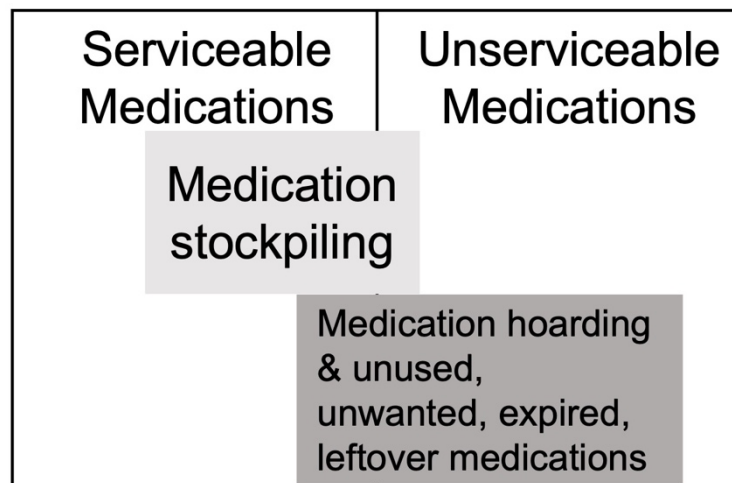 Serviceable
Medications
Unserviceable
Medications
Medication
stockpiling
Medication hoarding
& unused,
unwanted, expired,
leftover medications